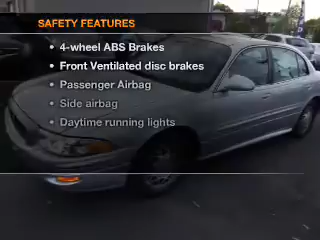 SAFETY FEATURES
4-wheel ABS Brakes
Front Ventilated disc brakes
Passenger Airbag
Side airbag
Daytime running lights